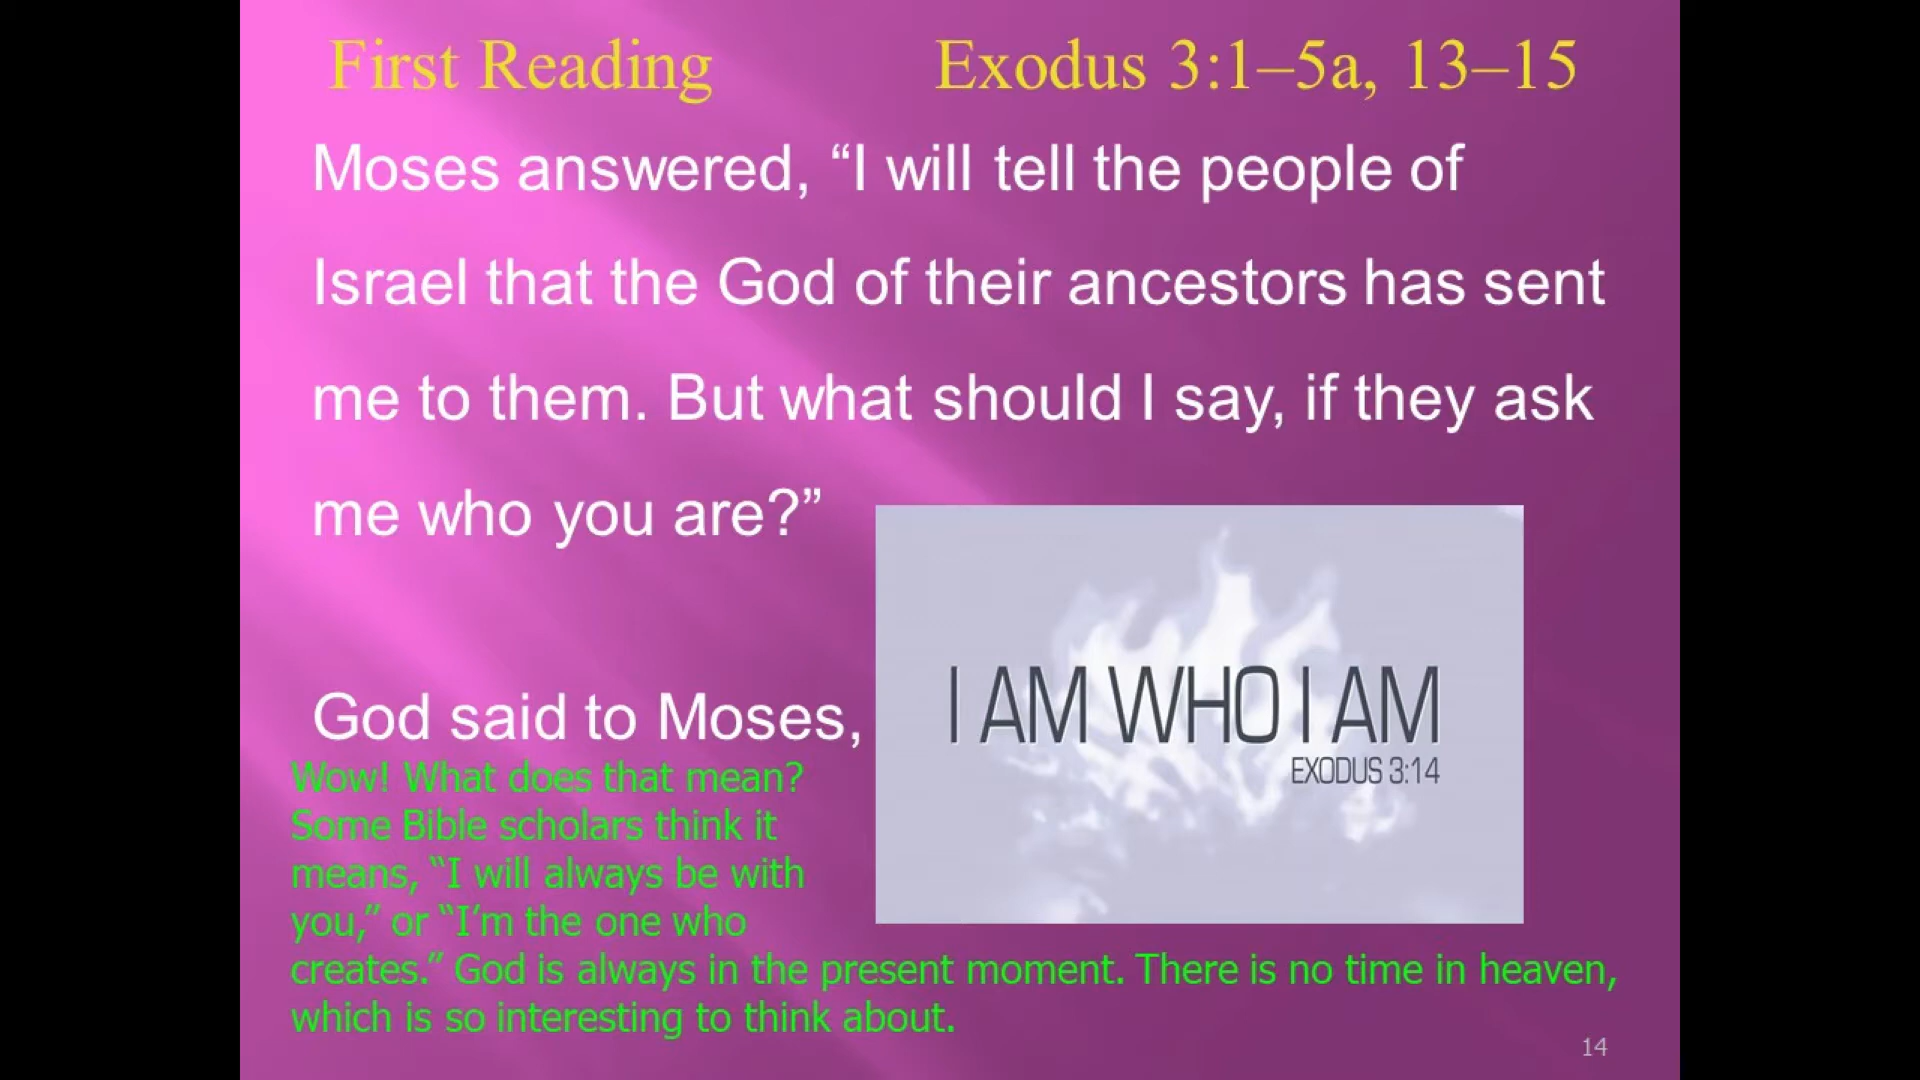 First Reading Exodus 3:1–5a, 13–15
Moses answered, “I will tell the people of
Israel that the God of their ancestors has sent
me to them. But what should I say, if they ask
me who you are?”
God said to Moses,
I AM WHO I AM
EXODUS 3:14
Wow! What does that mean?
Some Bible scholars think it
means, “I will always be with
you,” or “I’m the one who
creates.” God is always in the present moment. There is no time in heaven,
which is so interesting to think about.
14